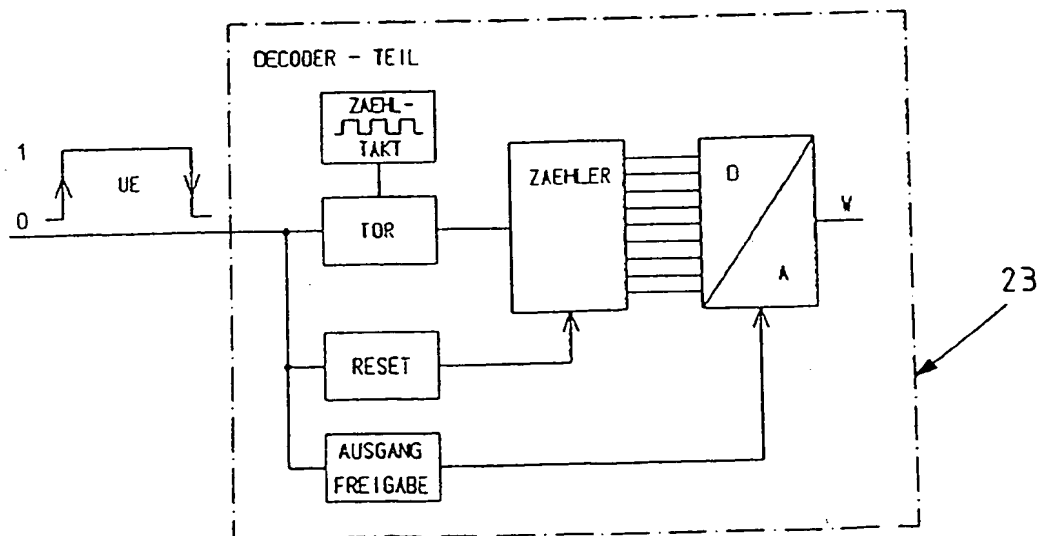 DECODER - TEIL
ZAEHL-
TAKT
1
UE
0
TOR
ZAEHLER
D
A
W
23
RESET
AUSGANG
FREIGABE